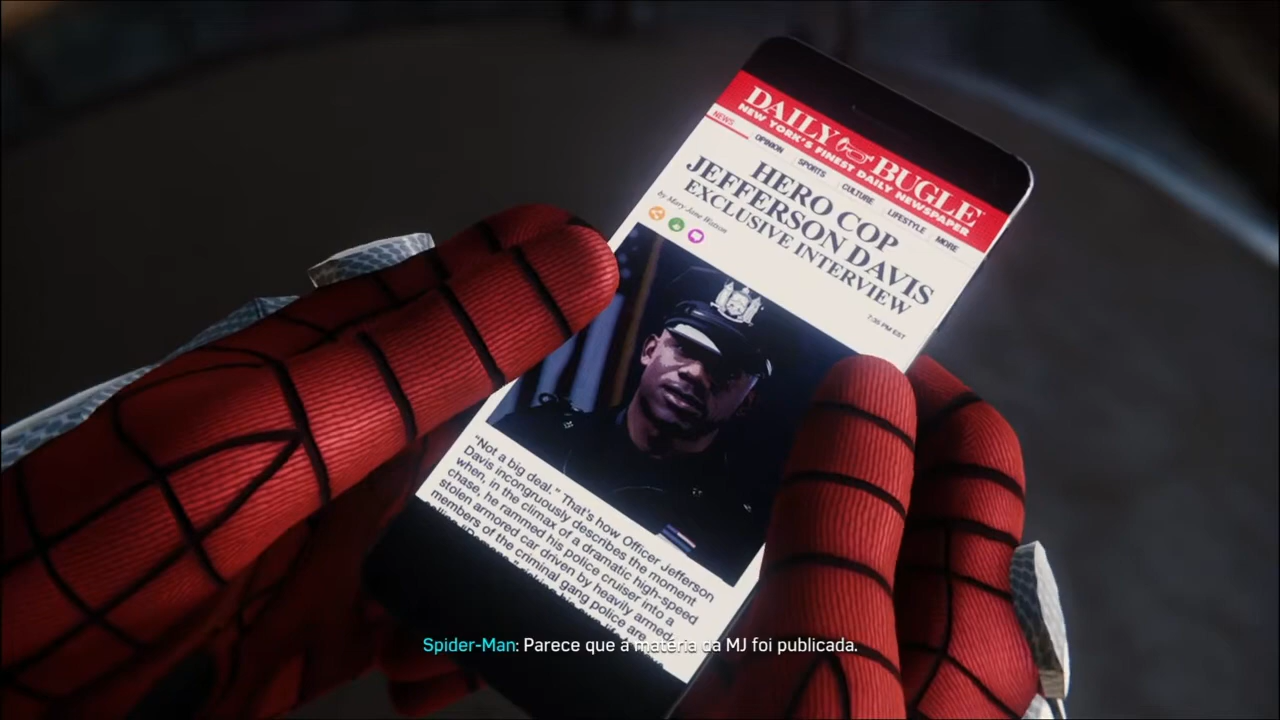 DAILY BUGLE
NEW YORK'S FINEST DAILY NEWSPAPER
NEWS OPINION SPORTS CULTURE LIFESTYLE MORE
HERO COP
JEFFERSON DAVIS
EXCLUSIVE INTERVIEW
by Mary Jane Watson
7:35 PM EST
"Not a big deal." That's how Officer Jefferson
Davis incongruously describes the moment
when, in the climax of a dramatic high-speed
chase, he rammed his police cruiser into a
stolen armored car driven by heavily armed
members of the criminal gang police are
Spider-Man: Parece que a matéria da MJ foi publicada.